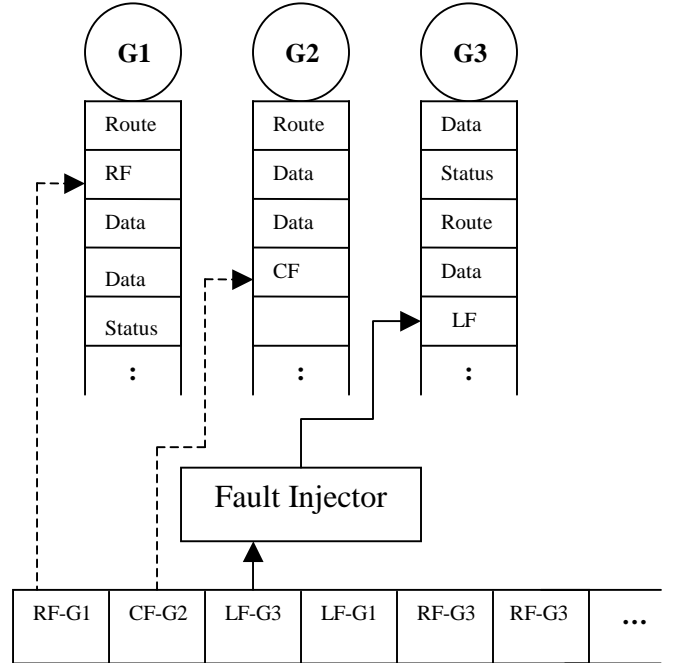 G1 G2 G3
Route Route Data
RF Data Status
Data Data Route
Data CF Data
Status LF
: : :
Fault Injector
RF-G1 CF-G2 LF-G3 LF-G1 RF-G3 RF-G3 ...